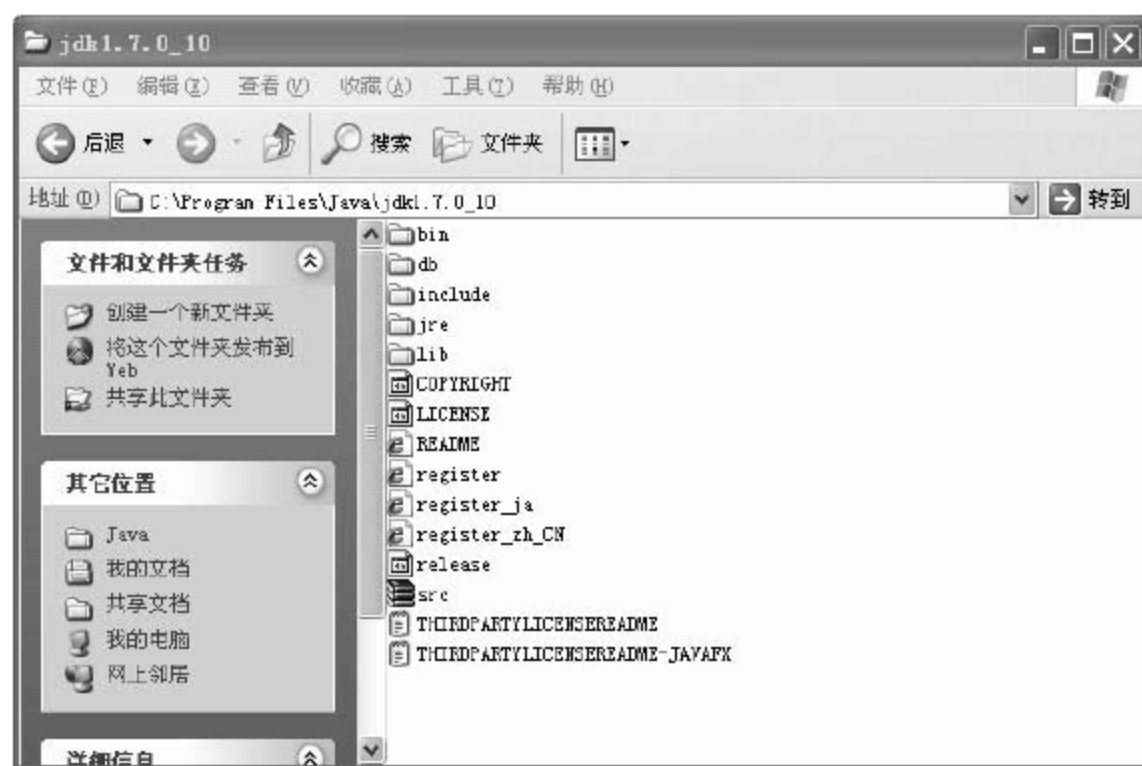 jdk1.7.0_10
文件(F) 编辑(E) 查看(V) 收藏(A) 工具(T) 帮助(H)
后退 搜索 文件夹
地址(D) C:\Program Files\Java\jdk1.7.0_10 转到
文件和文件夹任务
创建一个新文件夹
将这个文件夹发布到
Web
共享此文件夹
其它位置
Java
我的文档
共享文档
我的电脑
网上邻居
详细信息
bin
db
include
jre
lib
COPYRIGHT
LICENSE
README
register
register_ja
register_zh_CN
release
src
THIRDPARTYLICENSEREADME
THIRDPARTYLICENSEREADME-JAVAFX